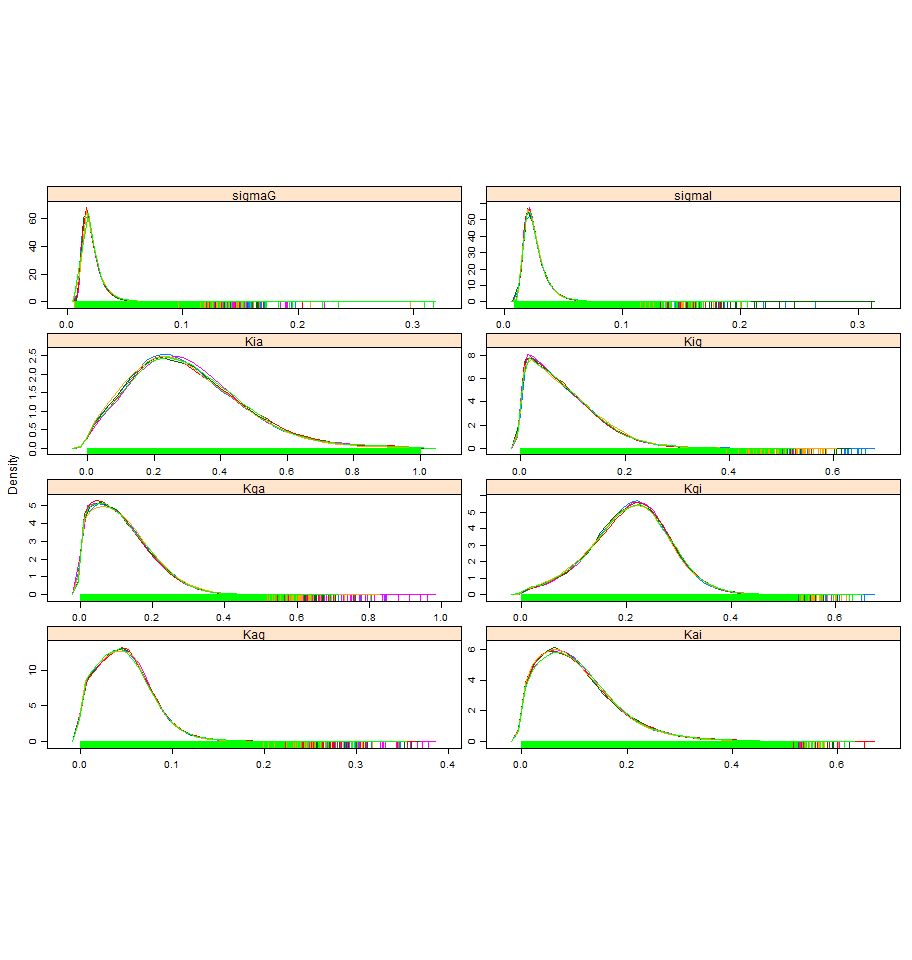 sigmaG
0 20 40 60
0.0 0.1 0.2 0.3
sigmaI
0 10 20 30 40 50
0.0 0.1 0.2 0.3
Kia
0.0 0.5 1.0 1.5 2.0 2.5
0.0 0.2 0.4 0.6 0.8 1.0
Kig
0 2 4 6 8
0.0 0.2 0.4 0.6
Density
Kga
0 1 2 3 4 5
0.0 0.2 0.4 0.6 0.8 1.0
Kgi
0 1 2 3 4 5
0.0 0.2 0.4 0.6
Kag
0 5 10
0.0 0.1 0.2 0.3 0.4
Kai
0 2 4 6
0.0 0.2 0.4 0.6